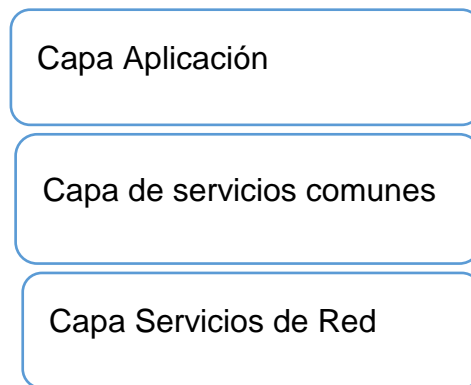 Capa Aplicación
Capa de servicios comunes
Capa Servicios de Red